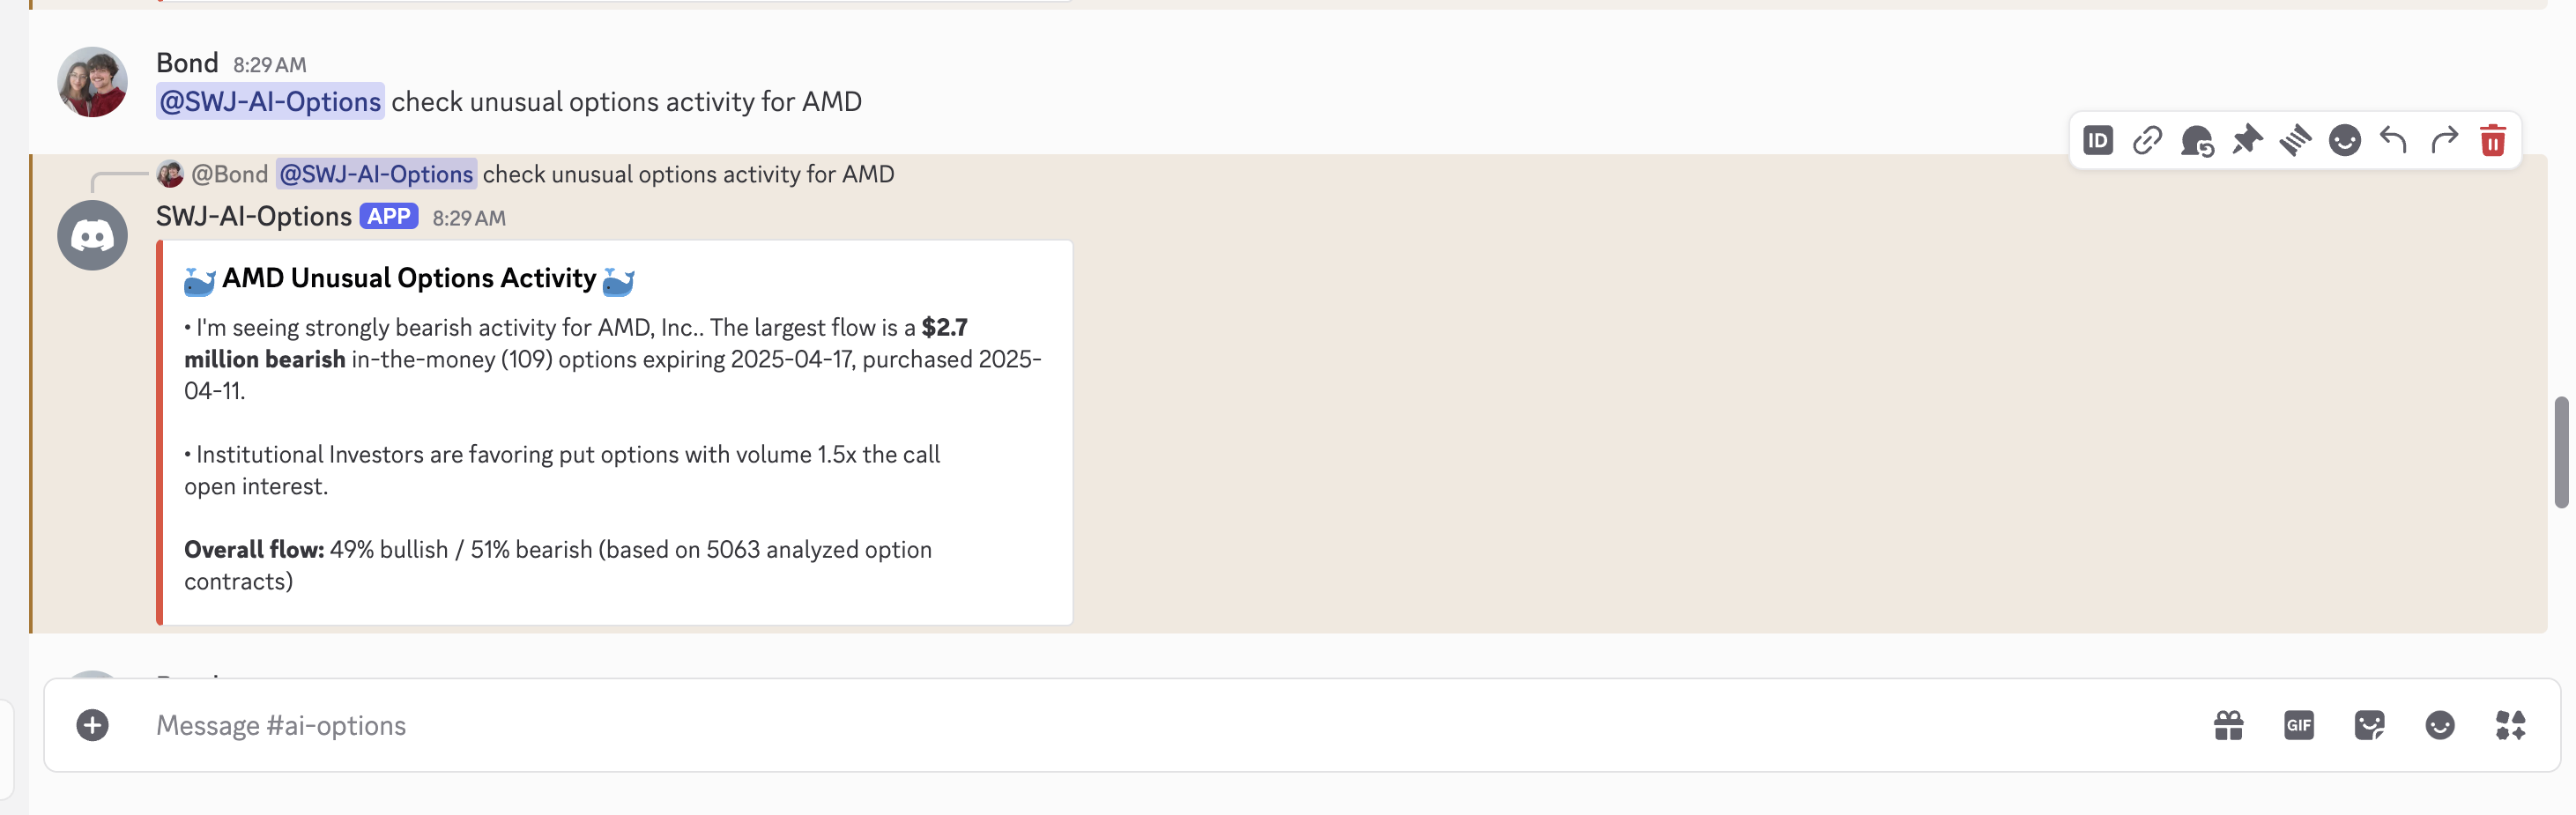 Bond 8:29 AM
@SWJ-AI-Options check unusual options activity for AMD
ID
@Bond @SWJ-AI-Options check unusual options activity for AMD
SWJ-AI-Options APP 8:29 AM
AMD Unusual Options Activity
• I'm seeing strongly bearish activity for AMD, Inc.. The largest flow is a $2.7
million bearish in-the-money (109) options expiring 2025-04-17, purchased 2025-
04-11.
• Institutional Investors are favoring put options with volume 1.5x the call
open interest.
Overall flow: 49% bullish / 51% bearish (based on 5063 analyzed option
contracts)
Message #ai-options
GIF